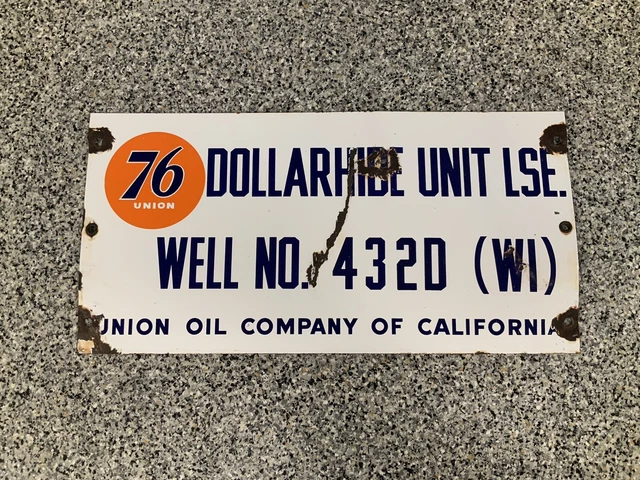 76
UNION
DOLLARHIDE UNIT LSE.
WELL NO. 432D (WI)
UNION OIL COMPANY OF CALIFORNIA